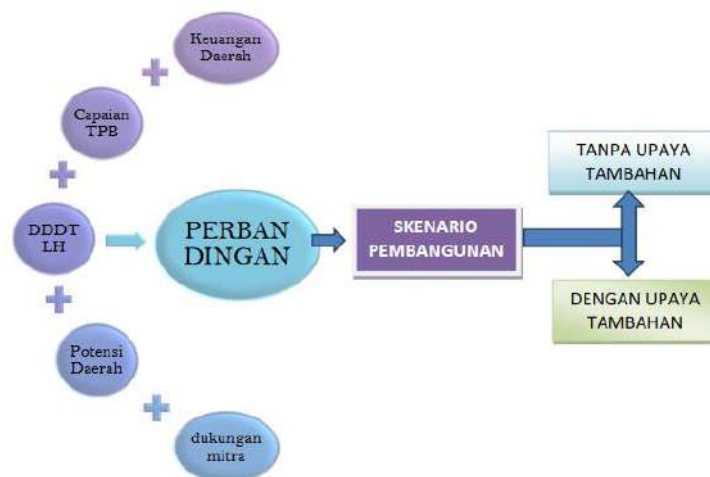 Keuangan
Daerah
Capaian
TPB
DDDT
LH
Potensi
Daerah
dukungan
mitra
PERBAN
DINGAN
SKENARIO
PEMBANGUNAN
TANPA UPAYA
TAMBAHAN
DENGAN UPAYA
TAMBAHAN